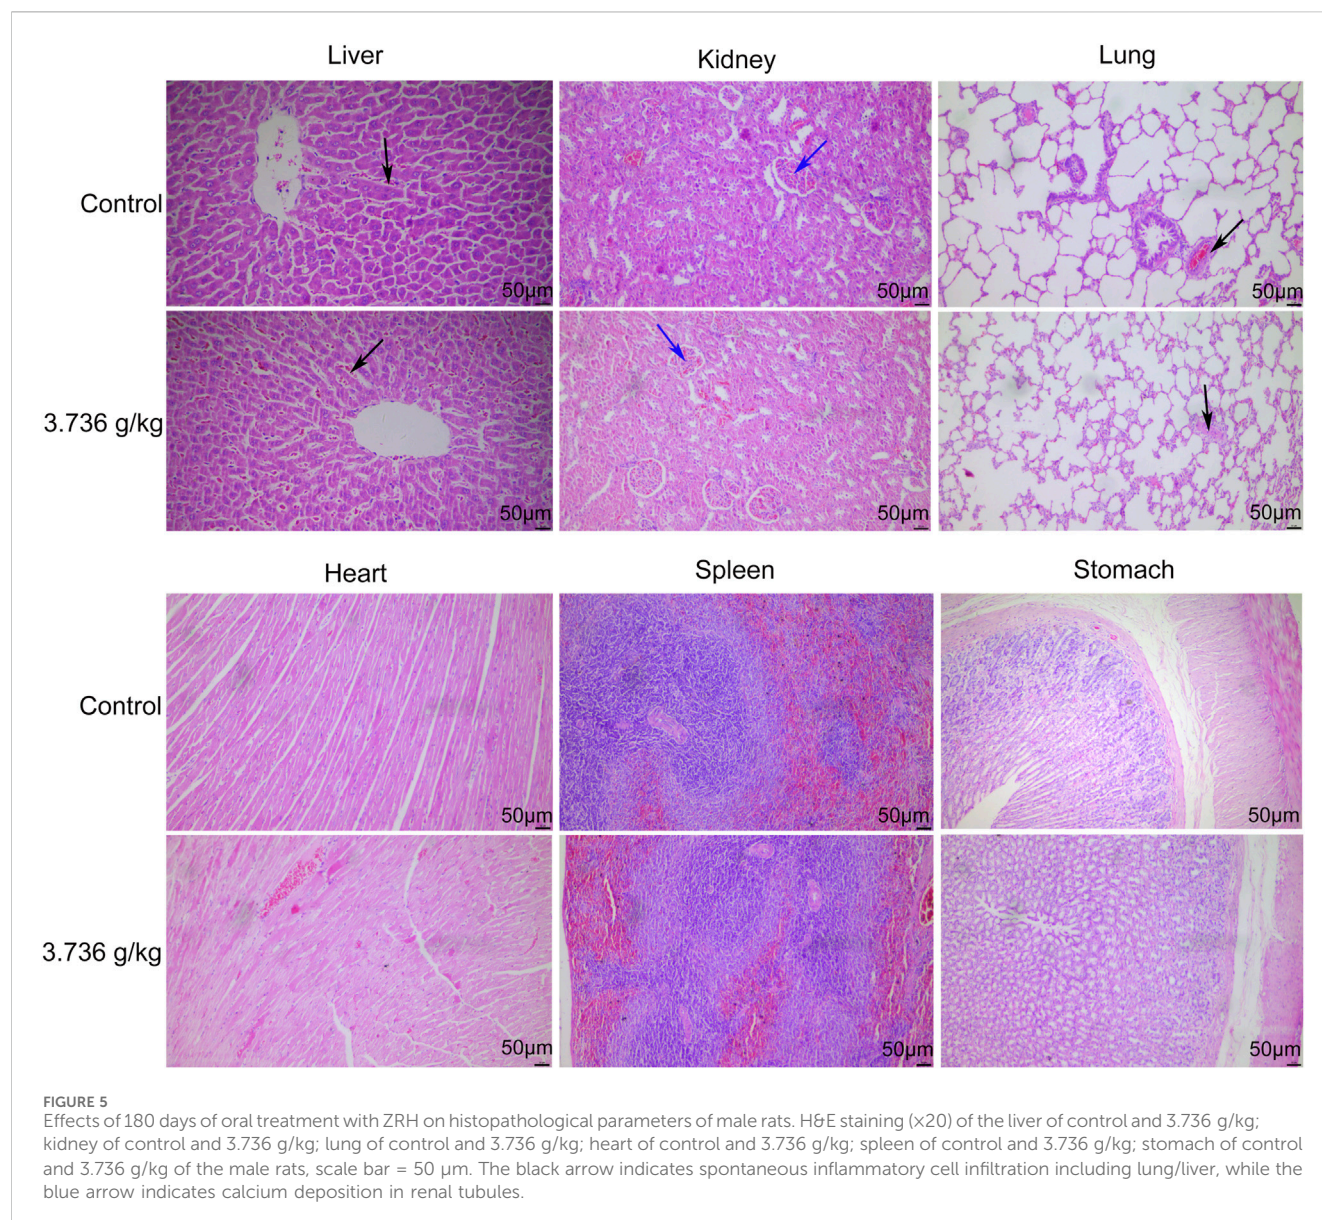 Liver
Kidney
Lung
Control
50µm
50µm
50µm
3.736 g/kg
50µm
50µm
50µm
Heart
Spleen
Stomach
Control
50µm
50µm
50µm
3.736 g/kg
50µm
50µm
50µm
FIGURE 5
Effects of 180 days of oral treatment with ZRH on histopathological parameters of male rats. H&E staining (×20) of the liver of control and 3.736 g/kg;
kidney of control and 3.736 g/kg; lung of control and 3.736 g/kg; heart of control and 3.736 g/kg; spleen of control and 3.736 g/kg; stomach of control
and 3.736 g/kg of the male rats, scale bar = 50 µm. The black arrow indicates spontaneous inflammatory cell infiltration including lung/liver, while the
blue arrow indicates calcium deposition in renal tubules.